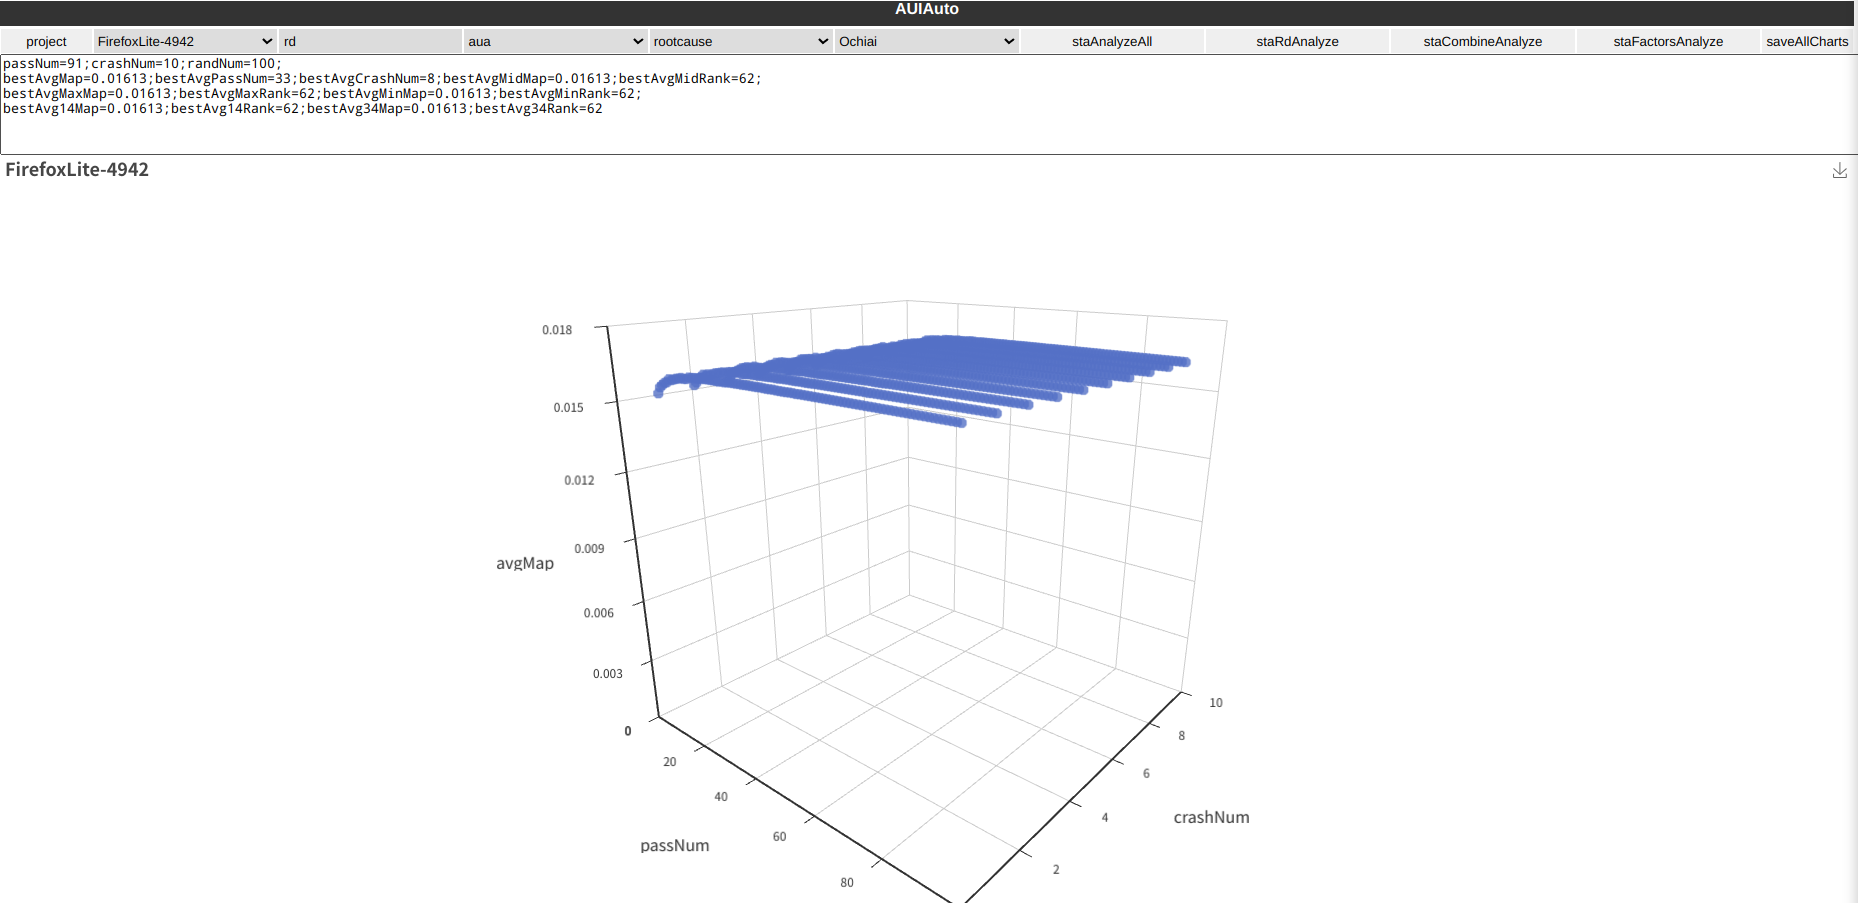 AUIAuto
project FirefoxLite-4942 rd aua rootcause Ochiai staAnalyzeAll staRdAnalyze staCombineAnalyze staFactorsAnalyze saveAllCharts
passNum=91;crashNum=10;randNum=100;
bestAvgMap=0.01613;bestAvgPassNum=33;bestAvgCrashNum=8;bestAvgMidMap=0.01613;bestAvgMidRank=62;
bestAvgMaxMap=0.01613;bestAvgMaxRank=62;bestAvgMinMap=0.01613;bestAvgMinRank=62;
bestAvg14Map=0.01613;bestAvg14Rank=62;bestAvg34Map=0.01613;bestAvg34Rank=62
FirefoxLite-4942
0.018
0.015
0.012
0.009
avgMap
0.006
0.003
0
20
40
60
80
passNum
10
8
6
4
2
crashNum